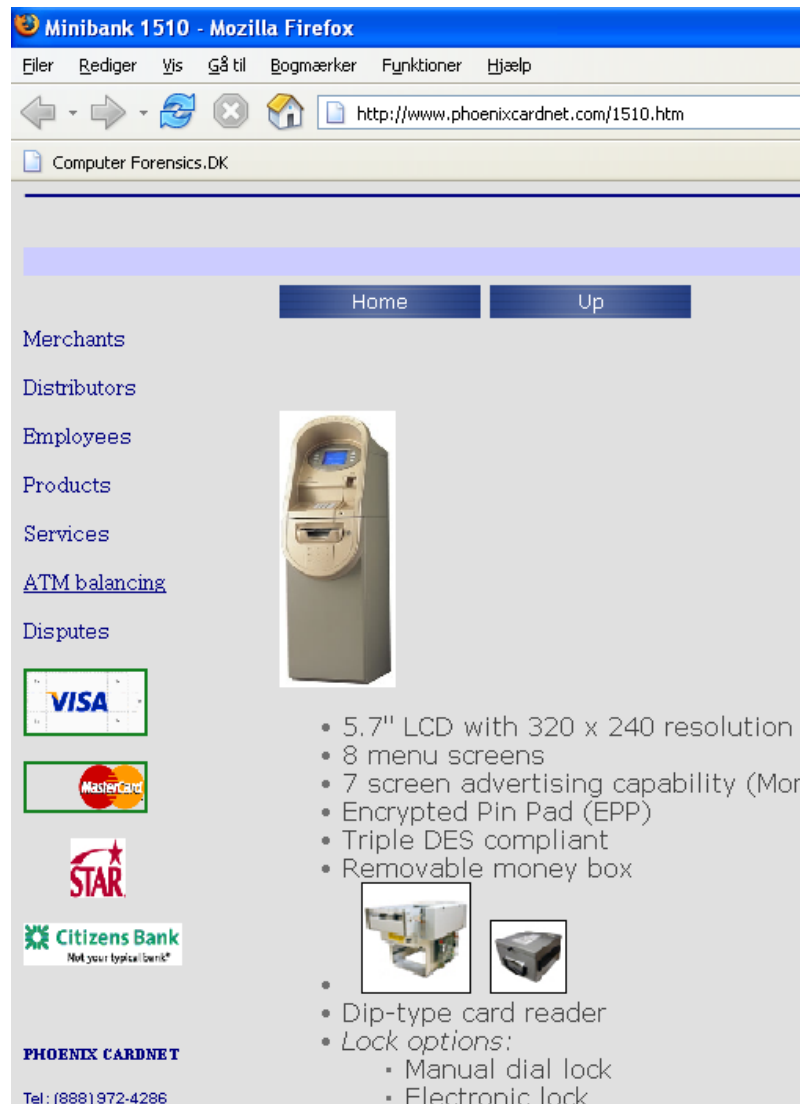 Minibank 1510 - Mozilla Firefox
Filer Rediger Vis Gå til Bogmærker Funktioner Hjælp
http://www.phoenixcardnet.com/1510.htm
Computer Forensics.DK
Home Up
Merchants
Distributors
Employees
Products
Services
ATM balancing
Disputes
VISA
MasterCard
STAR
Citizens Bank
Not your typical bank®
PHOENIX CARDNET
Tel: (888) 972-4286
• 5.7" LCD with 320 x 240 resolution
• 8 menu screens
• 7 screen advertising capability (Mon
• Encrypted Pin Pad (EPP)
• Triple DES compliant
• Removable money box
• Dip-type card reader
• Lock options:
• Manual dial lock
• Electronic lock